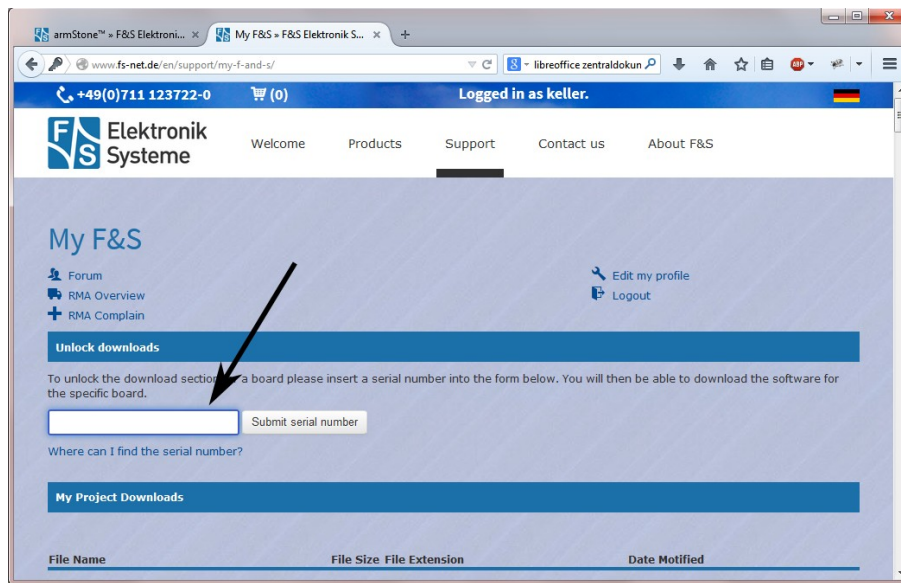 armStone™ » F&S Elektroni...
My F&S » F&S Elektronik S...
www.fs-net.de/en/support/my-f-and-s/
libreoffice zentraldokun
ABP
+49(0)711 123722-0
(0)
Logged in as keller.
F&S Elektronik
Systeme
Welcome
Products
Support
Contact us
About F&S
My F&S
Forum
RMA Overview
RMA Complain
Edit my profile
Logout
Unlock downloads
To unlock the download section a board please insert a serial number into the form below. You will then be able to download the software for
the specific board.
Submit serial number
Where can I find the serial number?
My Project Downloads
File Name File Size File Extension Date Motified